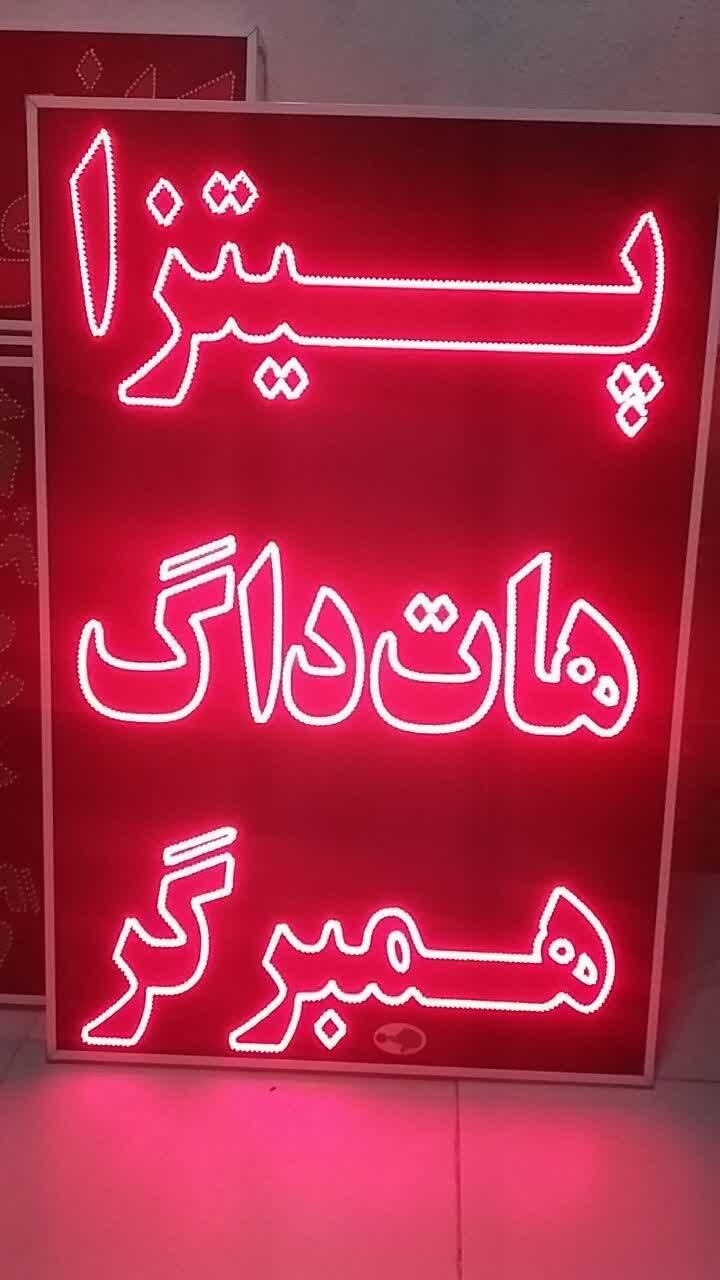 پیتزا
هات داگ
همبرگر